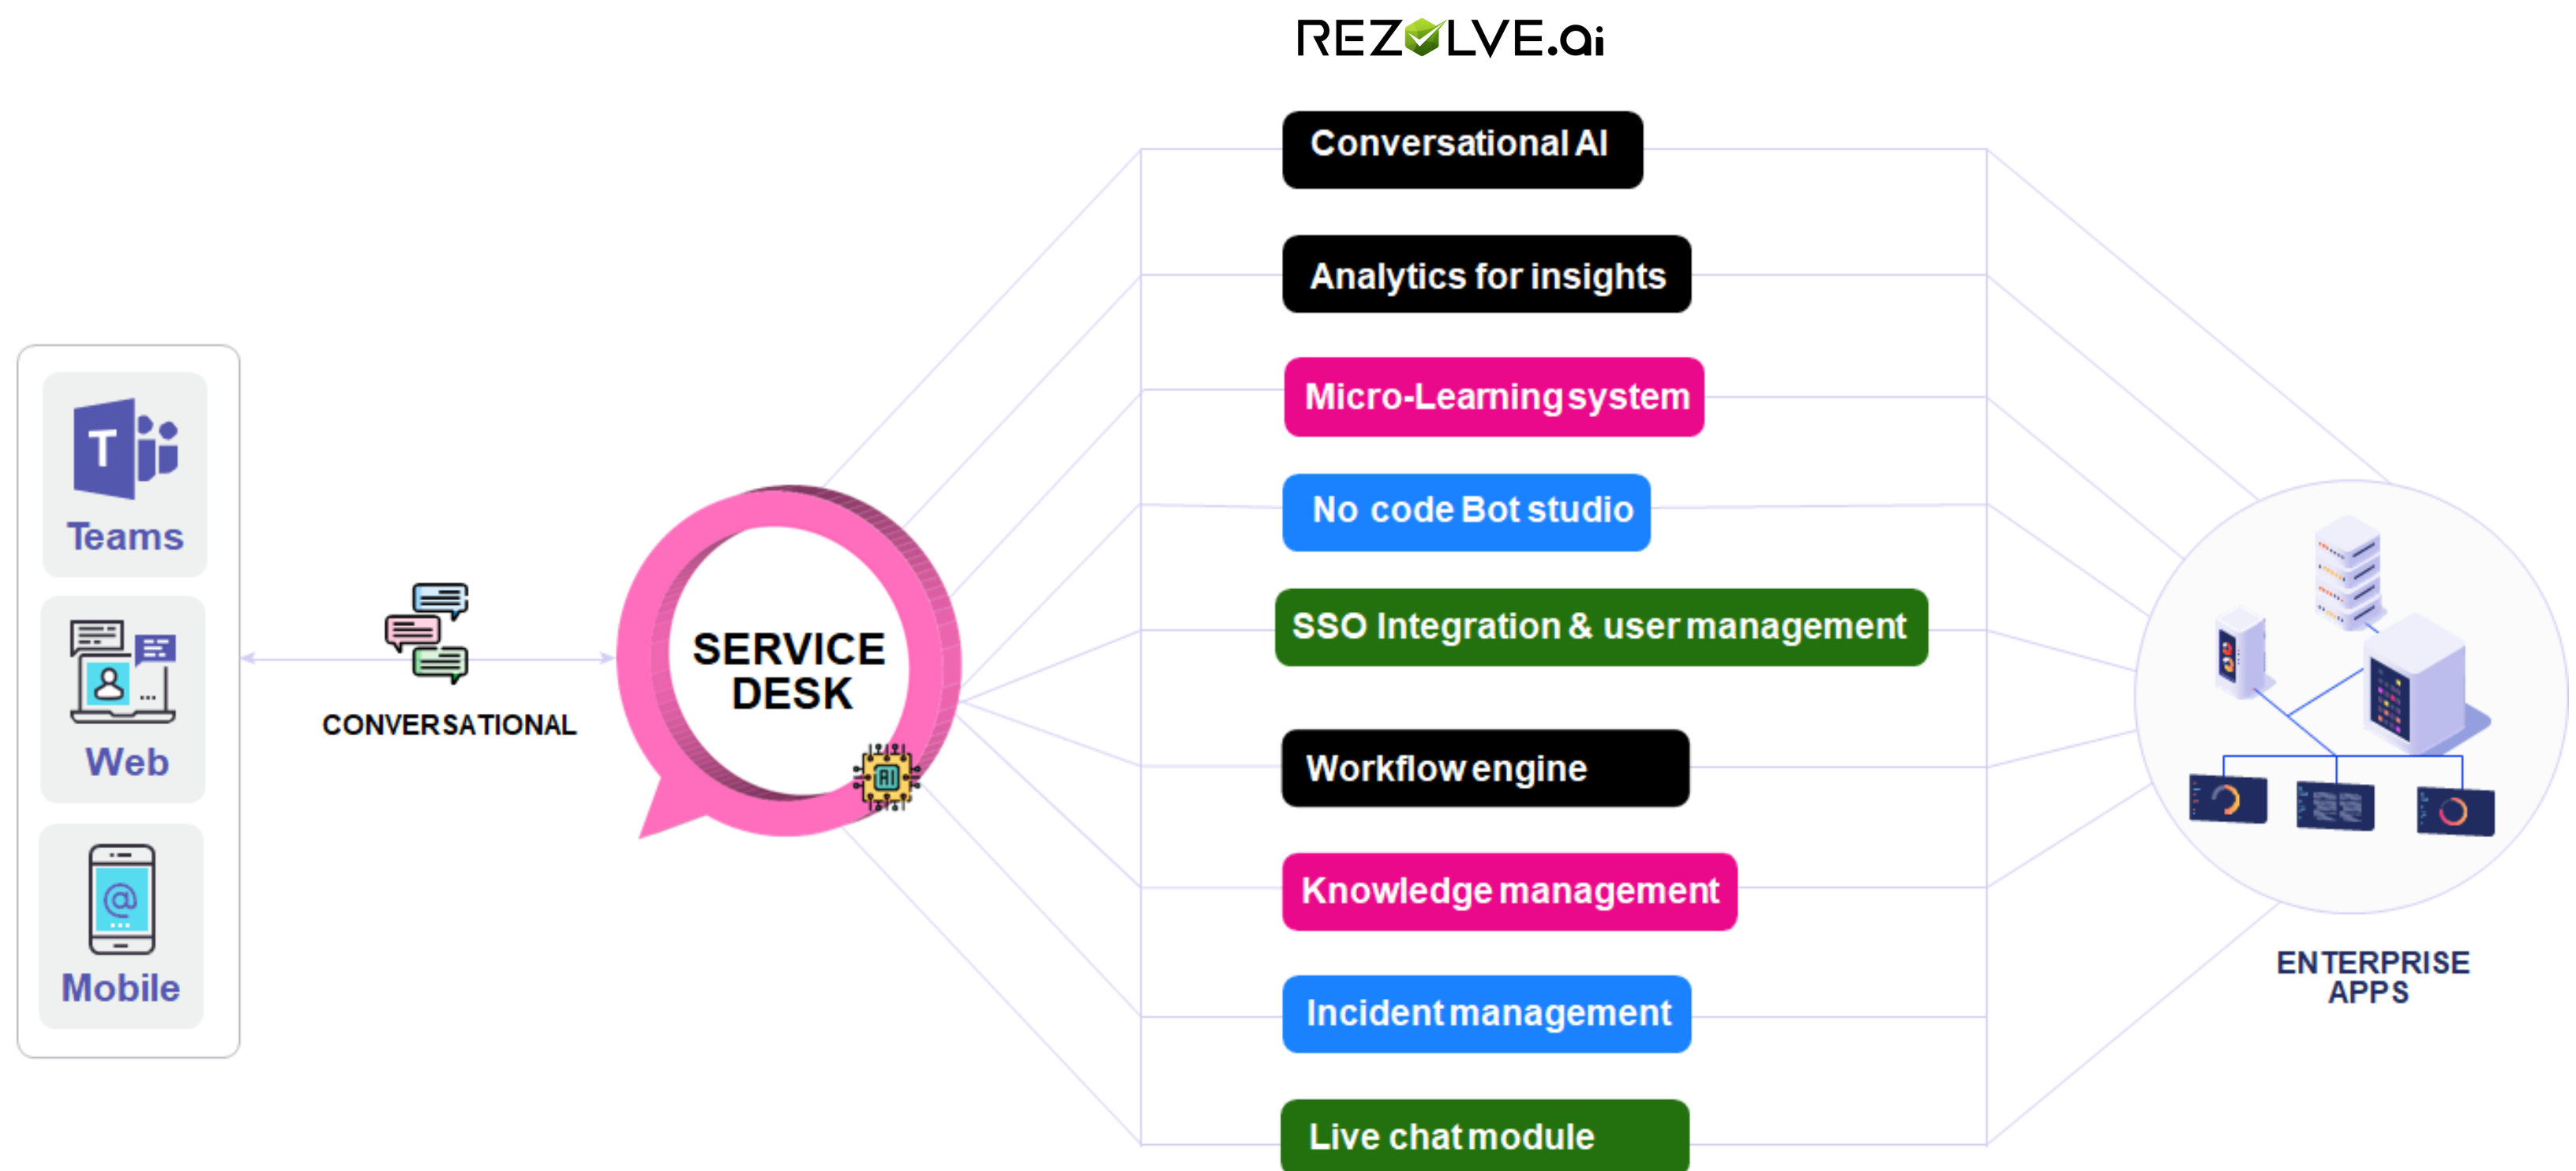 REZOLVE.ai
Conversational AI
Analytics for insights
Micro-Learning system
No code Bot studio
SSO Integration & user management
Workflow engine
Knowledge management
Incident management
Live chat module
T
Teams
Web
@
Mobile
CONVERSATIONAL
SERVICE
DESK
AI
ENTERPRISE
APPS